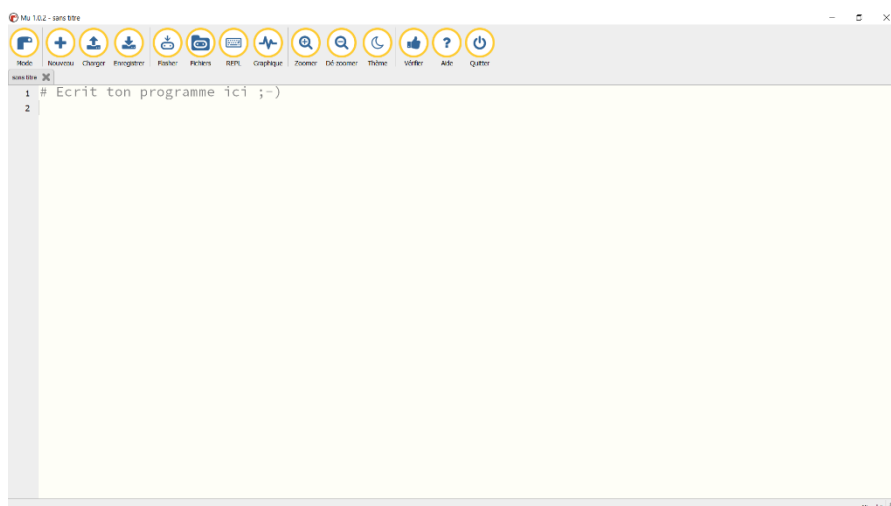 Mu 1.0.2 - sans titre
Mode Nouveau Charger Enregistrer Flasher Fichiers REPL Graphique Zoomer Dé-zoomer Thème Vérifier Aide Quitter
sans titre
1 # Ecrit ton programme ici ;-)
2